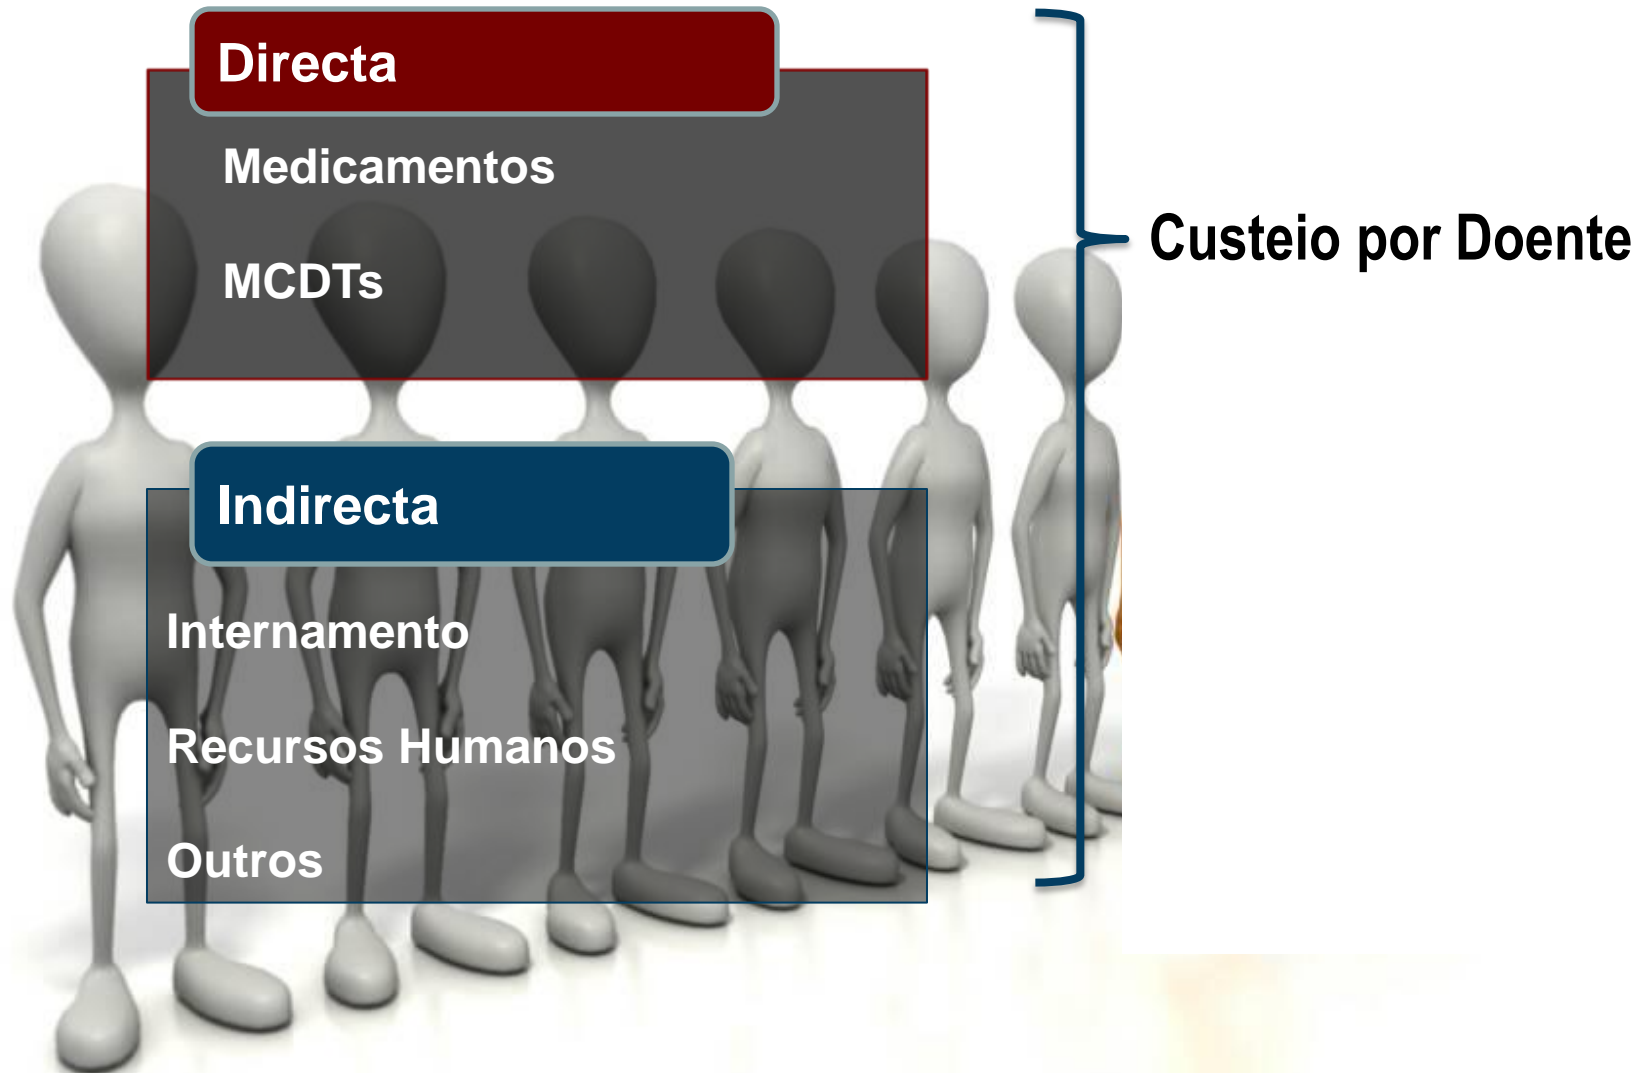 Directa
Medicamentos
MCDTs
Indirecta
Internamento
Recursos Humanos
Outros
Custeio por Doente